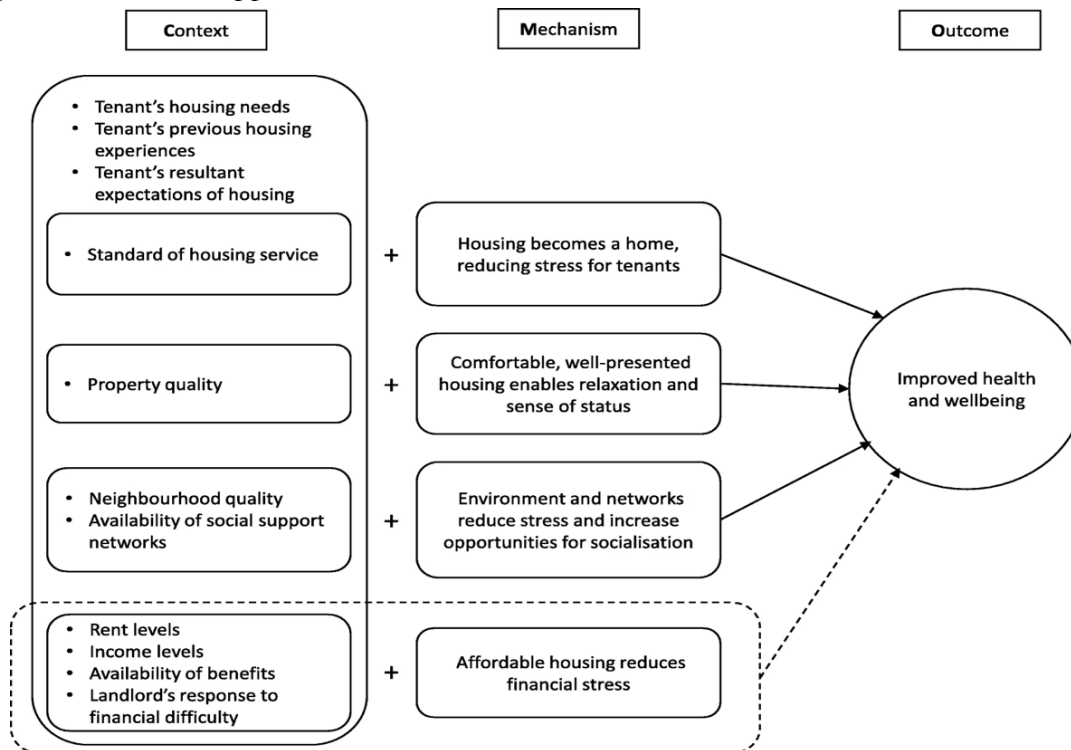 Context
Mechanism
Outcome
• Tenant's housing needs
• Tenant's previous housing
experiences
• Tenant's resultant
expectations of housing
• Standard of housing service
+
Housing becomes a home,
reducing stress for tenants
• Property quality
+
Comfortable, well-presented
housing enables relaxation and
sense of status
Improved health
and wellbeing
• Neighbourhood quality
• Availability of social support
networks
+
Environment and networks
reduce stress and increase
opportunities for socialisation
• Rent levels
• Income levels
• Availability of benefits
• Landlord's response to
financial difficulty
+
Affordable housing reduces
financial stress